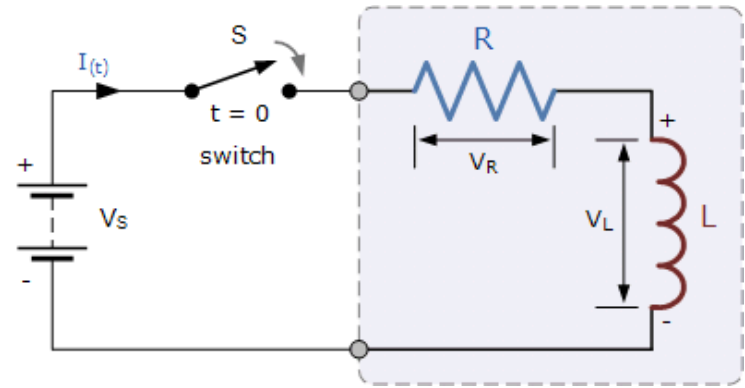 S
R
I(t)
t = 0
switch
+
VS
-
VR
+
VL
L
-